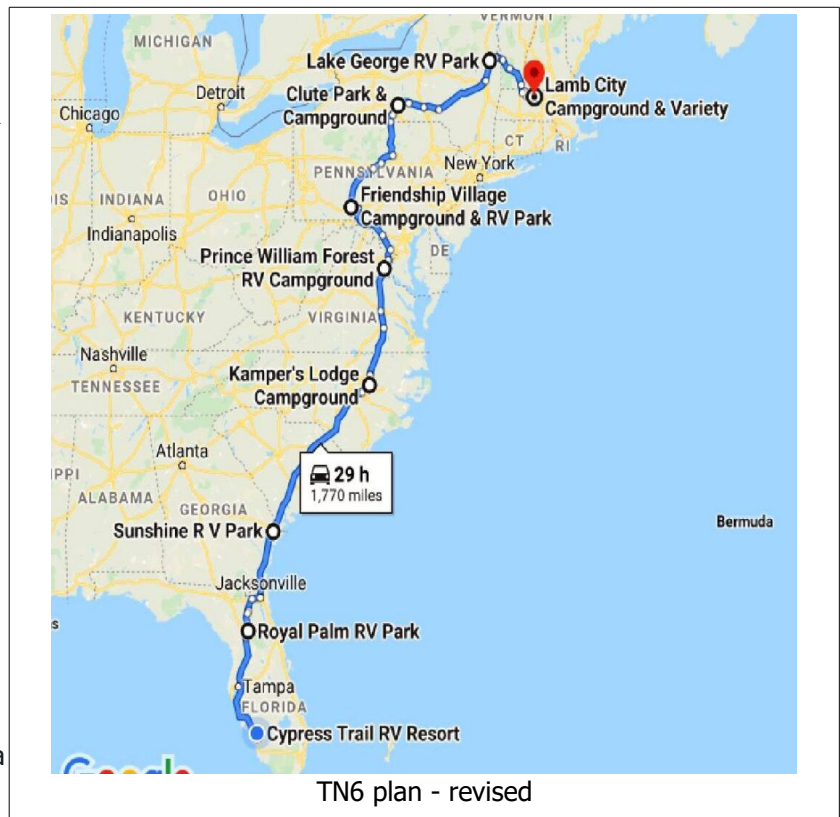 VERMONT
MICHIGAN
Lake George RV Park
Lamb City
Campground & Variety
Detroit
Clute Park &
Campground
Chicago
CT
RI
New York
PENNSYLVANIA
OHIO
INDIANA
IS
Friendship Village
Campground & RV Park
Indianapolis
DE
Prince William Forest
RV Campground
KENTUCKY
VIRGINIA
Nashville
TENNESSEE
Kamper's Lodge
Campground
Atlanta
29 h
1,770 miles
IPPI
ALABAMA
GEORGIA
Bermuda
Sunshine R V Park
Jacksonville
s
Royal Palm RV Park
Tampa
FLORIDA
Cypress Trail RV Resort
a
Google
TN6 plan - revised